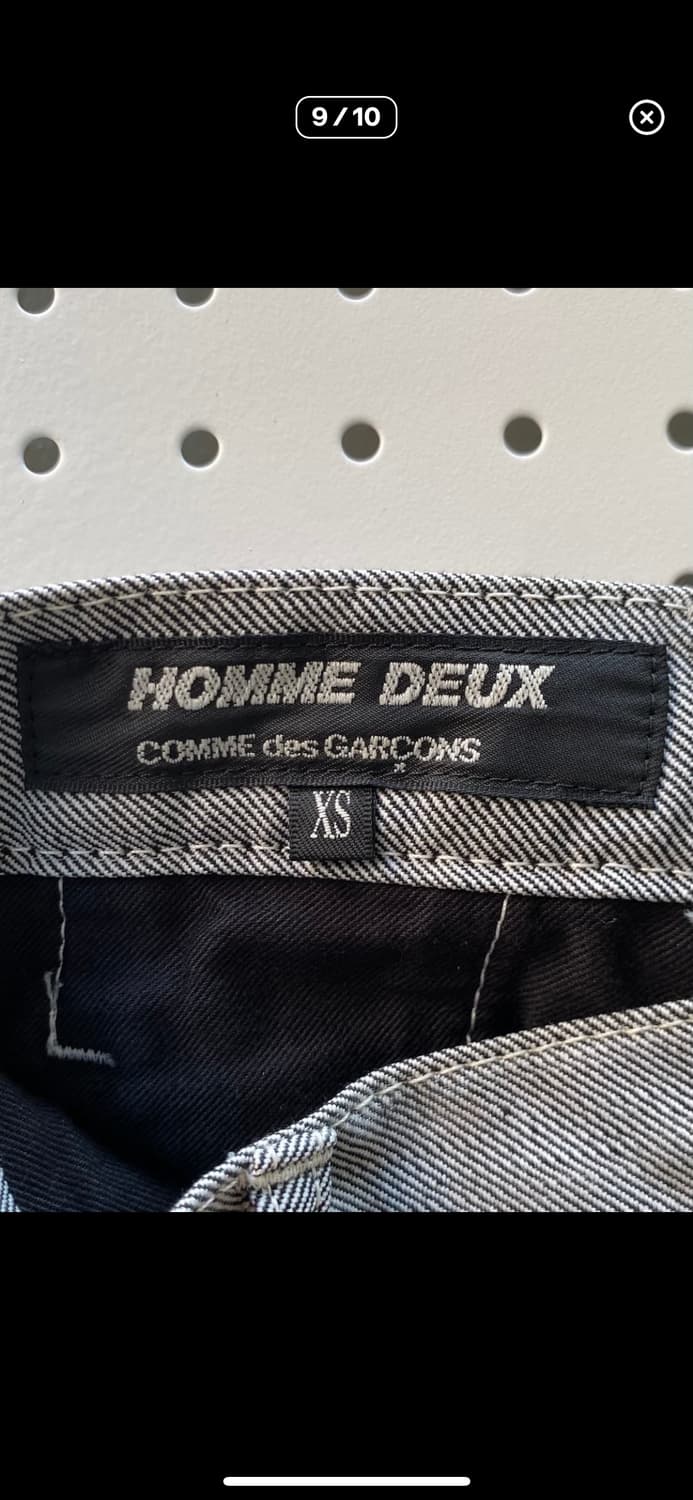 9/10
HOMME DEUX
COMME des GARÇONS
XS